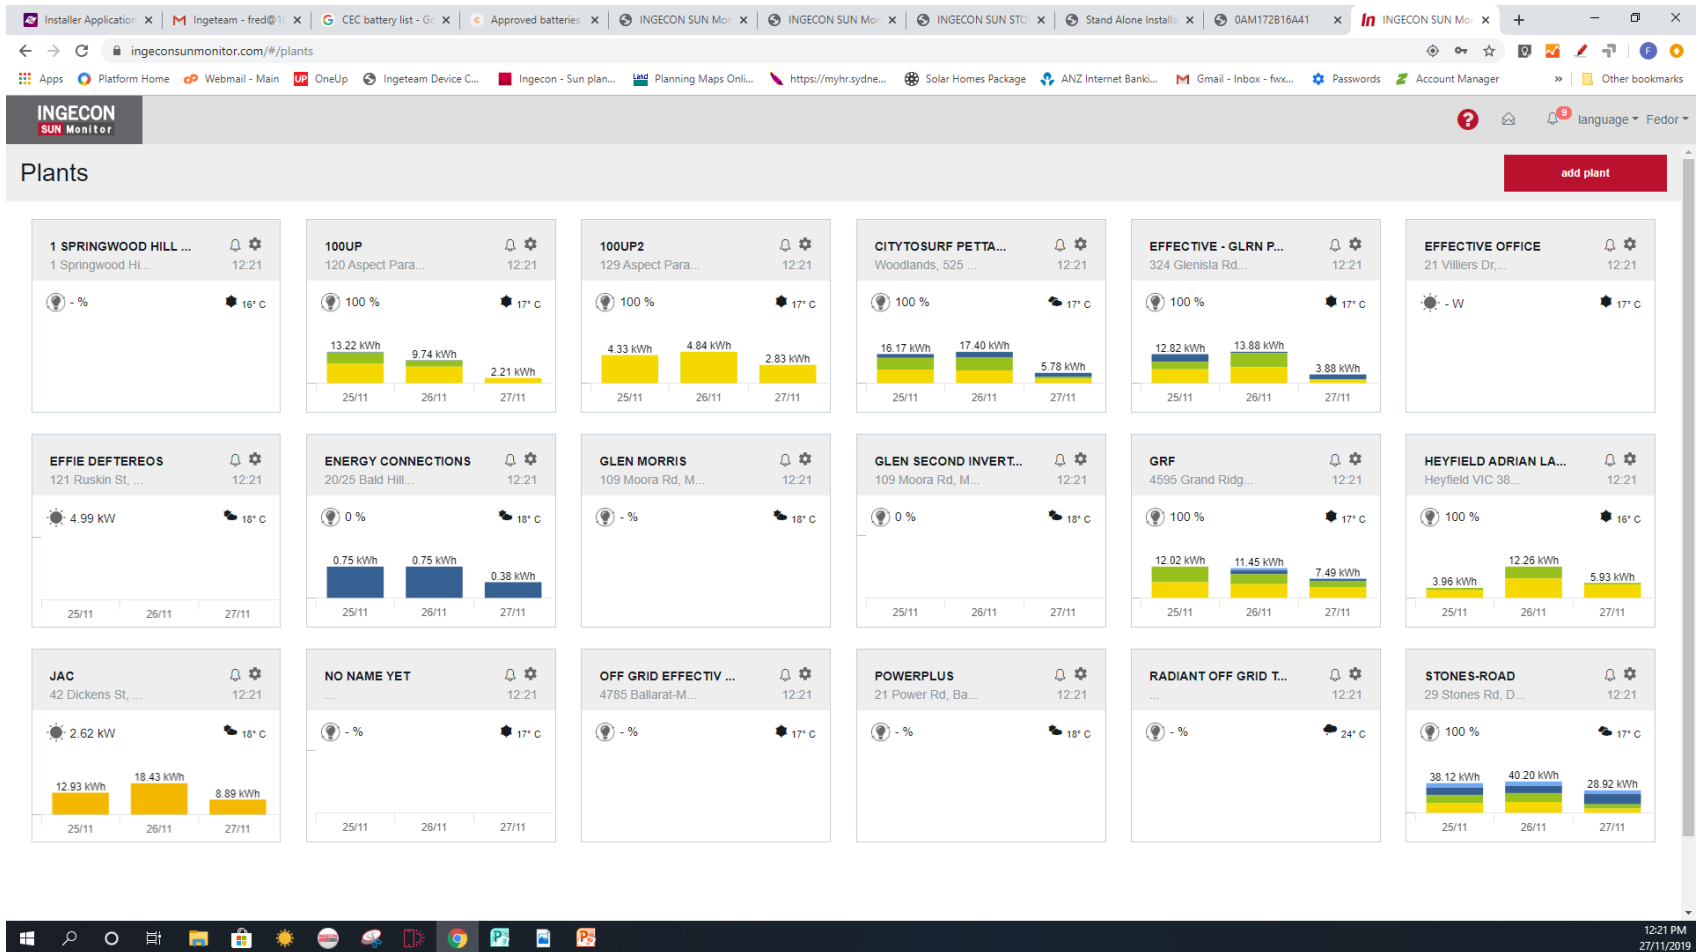 Installer Application
Ingeteam - fred@1
CEC battery list - Go
Approved batteries
INGECON SUN Mon
INGECON SUN Mor
INGECON SUN STO
Stand Alone Installa
0AM172B16A41
INGECON SUN Mor
ingeconsunmonitor.com/#/plants
Apps
Platform Home
Webmail - Main
OneUp
Ingeteam Device C...
Ingecon - Sun plan...
Planning Maps Onli...
https://myhr.sydne...
Solar Homes Package
ANZ Internet Banki...
Gmail - Inbox - fwx...
Passwords
Account Manager
»
Other bookmarks
INGECON
SUN Monitor
9
language
Fedor
Plants
add plant
1 SPRINGWOOD HILL ...
1 Springwood Hi...
12:21
- %
16° C
100UP
120 Aspect Para...
12:21
100 %
17° C
13.22 kWh
9.74 kWh
2.21 kWh
25/11
26/11
27/11
100UP2
129 Aspect Para...
12:21
100 %
17° C
4.33 kWh
4.84 kWh
2.83 kWh
25/11
26/11
27/11
CITYTOSURF PETTA...
Woodlands, 525 ...
12:21
100 %
17° C
16.17 kWh
17.40 kWh
5.78 kWh
25/11
26/11
27/11
EFFECTIVE - GLRN P...
324 Glenisla Rd...
12:21
100 %
17° C
12.82 kWh
13.88 kWh
3.88 kWh
25/11
26/11
27/11
EFFECTIVE OFFICE
21 Villiers Dr,...
12:21
- W
17° C
EFFIE DEFTEREOS
121 Ruskin St, ...
12:21
4.99 kW
18° C
25/11
26/11
27/11
ENERGY CONNECTIONS
20/25 Bald Hill...
12:21
0 %
18° C
0.75 kWh
0.75 kWh
0.38 kWh
25/11
26/11
27/11
GLEN MORRIS
109 Moora Rd, M...
12:21
- %
18° C
GLEN SECOND INVERT...
109 Moora Rd, M...
12:21
0 %
18° C
25/11
26/11
27/11
GRF
4595 Grand Ridg...
12:21
100 %
17° C
12.02 kWh
11.45 kWh
7.49 kWh
25/11
26/11
27/11
HEYFIELD ADRIAN LA...
Heyfield VIC 38...
12:21
100 %
16° C
3.96 kWh
12.26 kWh
5.93 kWh
25/11
26/11
27/11
JAC
42 Dickens St, ...
12:21
2.62 kW
18° C
12.93 kWh
18.43 kWh
8.89 kWh
25/11
26/11
27/11
NO NAME YET
...
12:21
- %
17° C
25/11
26/11
27/11
OFF GRID EFFECTIV ...
4785 Ballarat-M...
12:21
- %
17° C
POWERPLUS
21 Power Rd, Ba...
12:21
- %
18° C
RADIANT OFF GRID T...
...
12:21
- %
24° C
STONES-ROAD
29 Stones Rd, D...
12:21
100 %
17° C
38.12 kWh
40.20 kWh
28.92 kWh
25/11
26/11
27/11
12:21 PM
27/11/2019